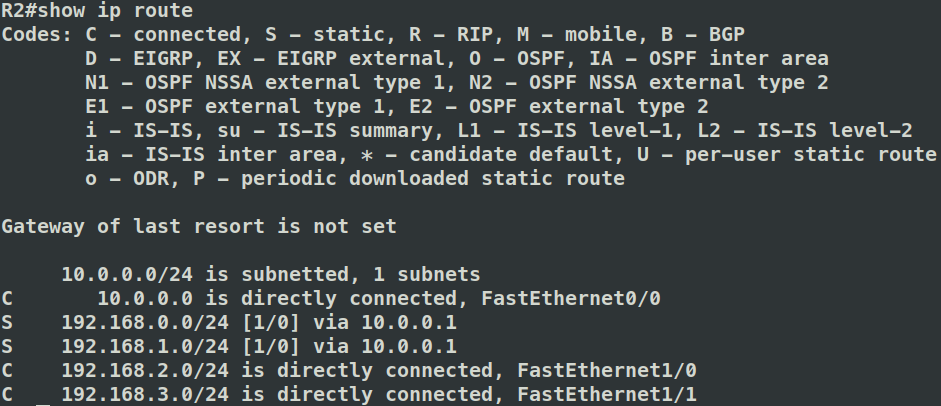 R2#show ip route
Codes: C – connected, S – static, R – RIP, M – mobile, B – BGP
       D – EIGRP, EX – EIGRP external, O – OSPF, IA – OSPF inter area
       N1 – OSPF NSSA external type 1, N2 – OSPF NSSA external type 2
       E1 – OSPF external type 1, E2 – OSPF external type 2
       i – IS–IS, su – IS–IS summary, L1 – IS–IS level–1, L2 – IS–IS level–2
       ia – IS–IS inter area, * – candidate default, U – per–user static route
       o – ODR, P – periodic downloaded static route

Gateway of last resort is not set

     10.0.0.0/24 is subnetted, 1 subnets
C       10.0.0.0 is directly connected, FastEthernet0/0
S    192.168.0.0/24 [1/0] via 10.0.0.1
S    192.168.1.0/24 [1/0] via 10.0.0.1
C    192.168.2.0/24 is directly connected, FastEthernet1/0
C    192.168.3.0/24 is directly connected, FastEthernet1/1